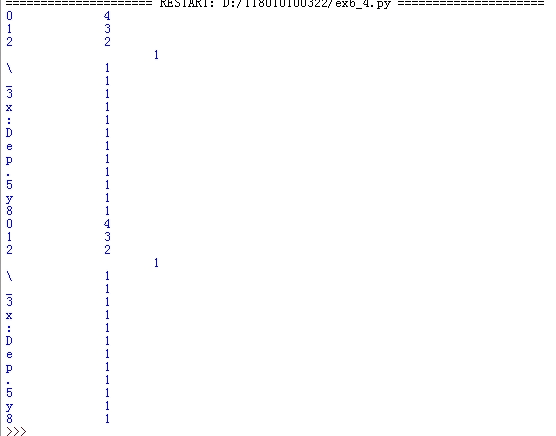 ===================== RESTART: D:/118010100322/exb_4.py =====================
0 4
1 3
2 2
1
\ 1
_ 1
3 1
x 1
: 1
D 1
e 1
p 1
. 1
5 1
y 1
8 1
0 4
1 3
2 2
1
\ 1
_ 1
3 1
x 1
: 1
D 1
e 1
p 1
. 1
5 1
y 1
8 1
>>>